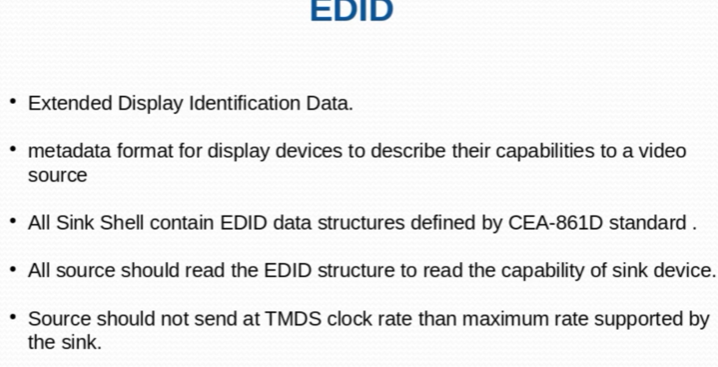 EDID
• Extended Display Identification Data.
• metadata format for display devices to describe their capabilities to a video
source
• All Sink Shell contain EDID data structures defined by CEA-861D standard .
• All source should read the EDID structure to read the capability of sink device.
• Source should not send at TMDS clock rate than maximum rate supported by
the sink.